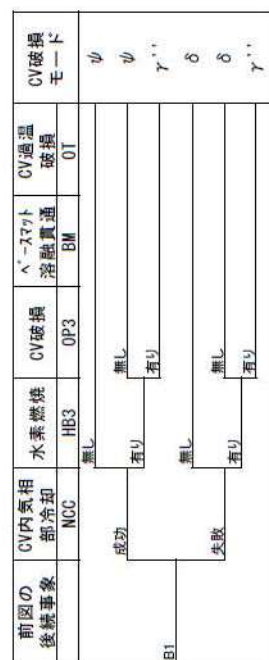 前図の
後続事象
CV内気相
部冷却
NCC
水素燃焼
HB3
CV破損
OP3
ベースマット
溶融貫通
BM
CV過温
破損
OT
CV破損
モード
B1
成功
失敗
無し
有り
無し
有り
無し
有り
無し
有り
ψ
ψ
γ''
δ
δ
γ''